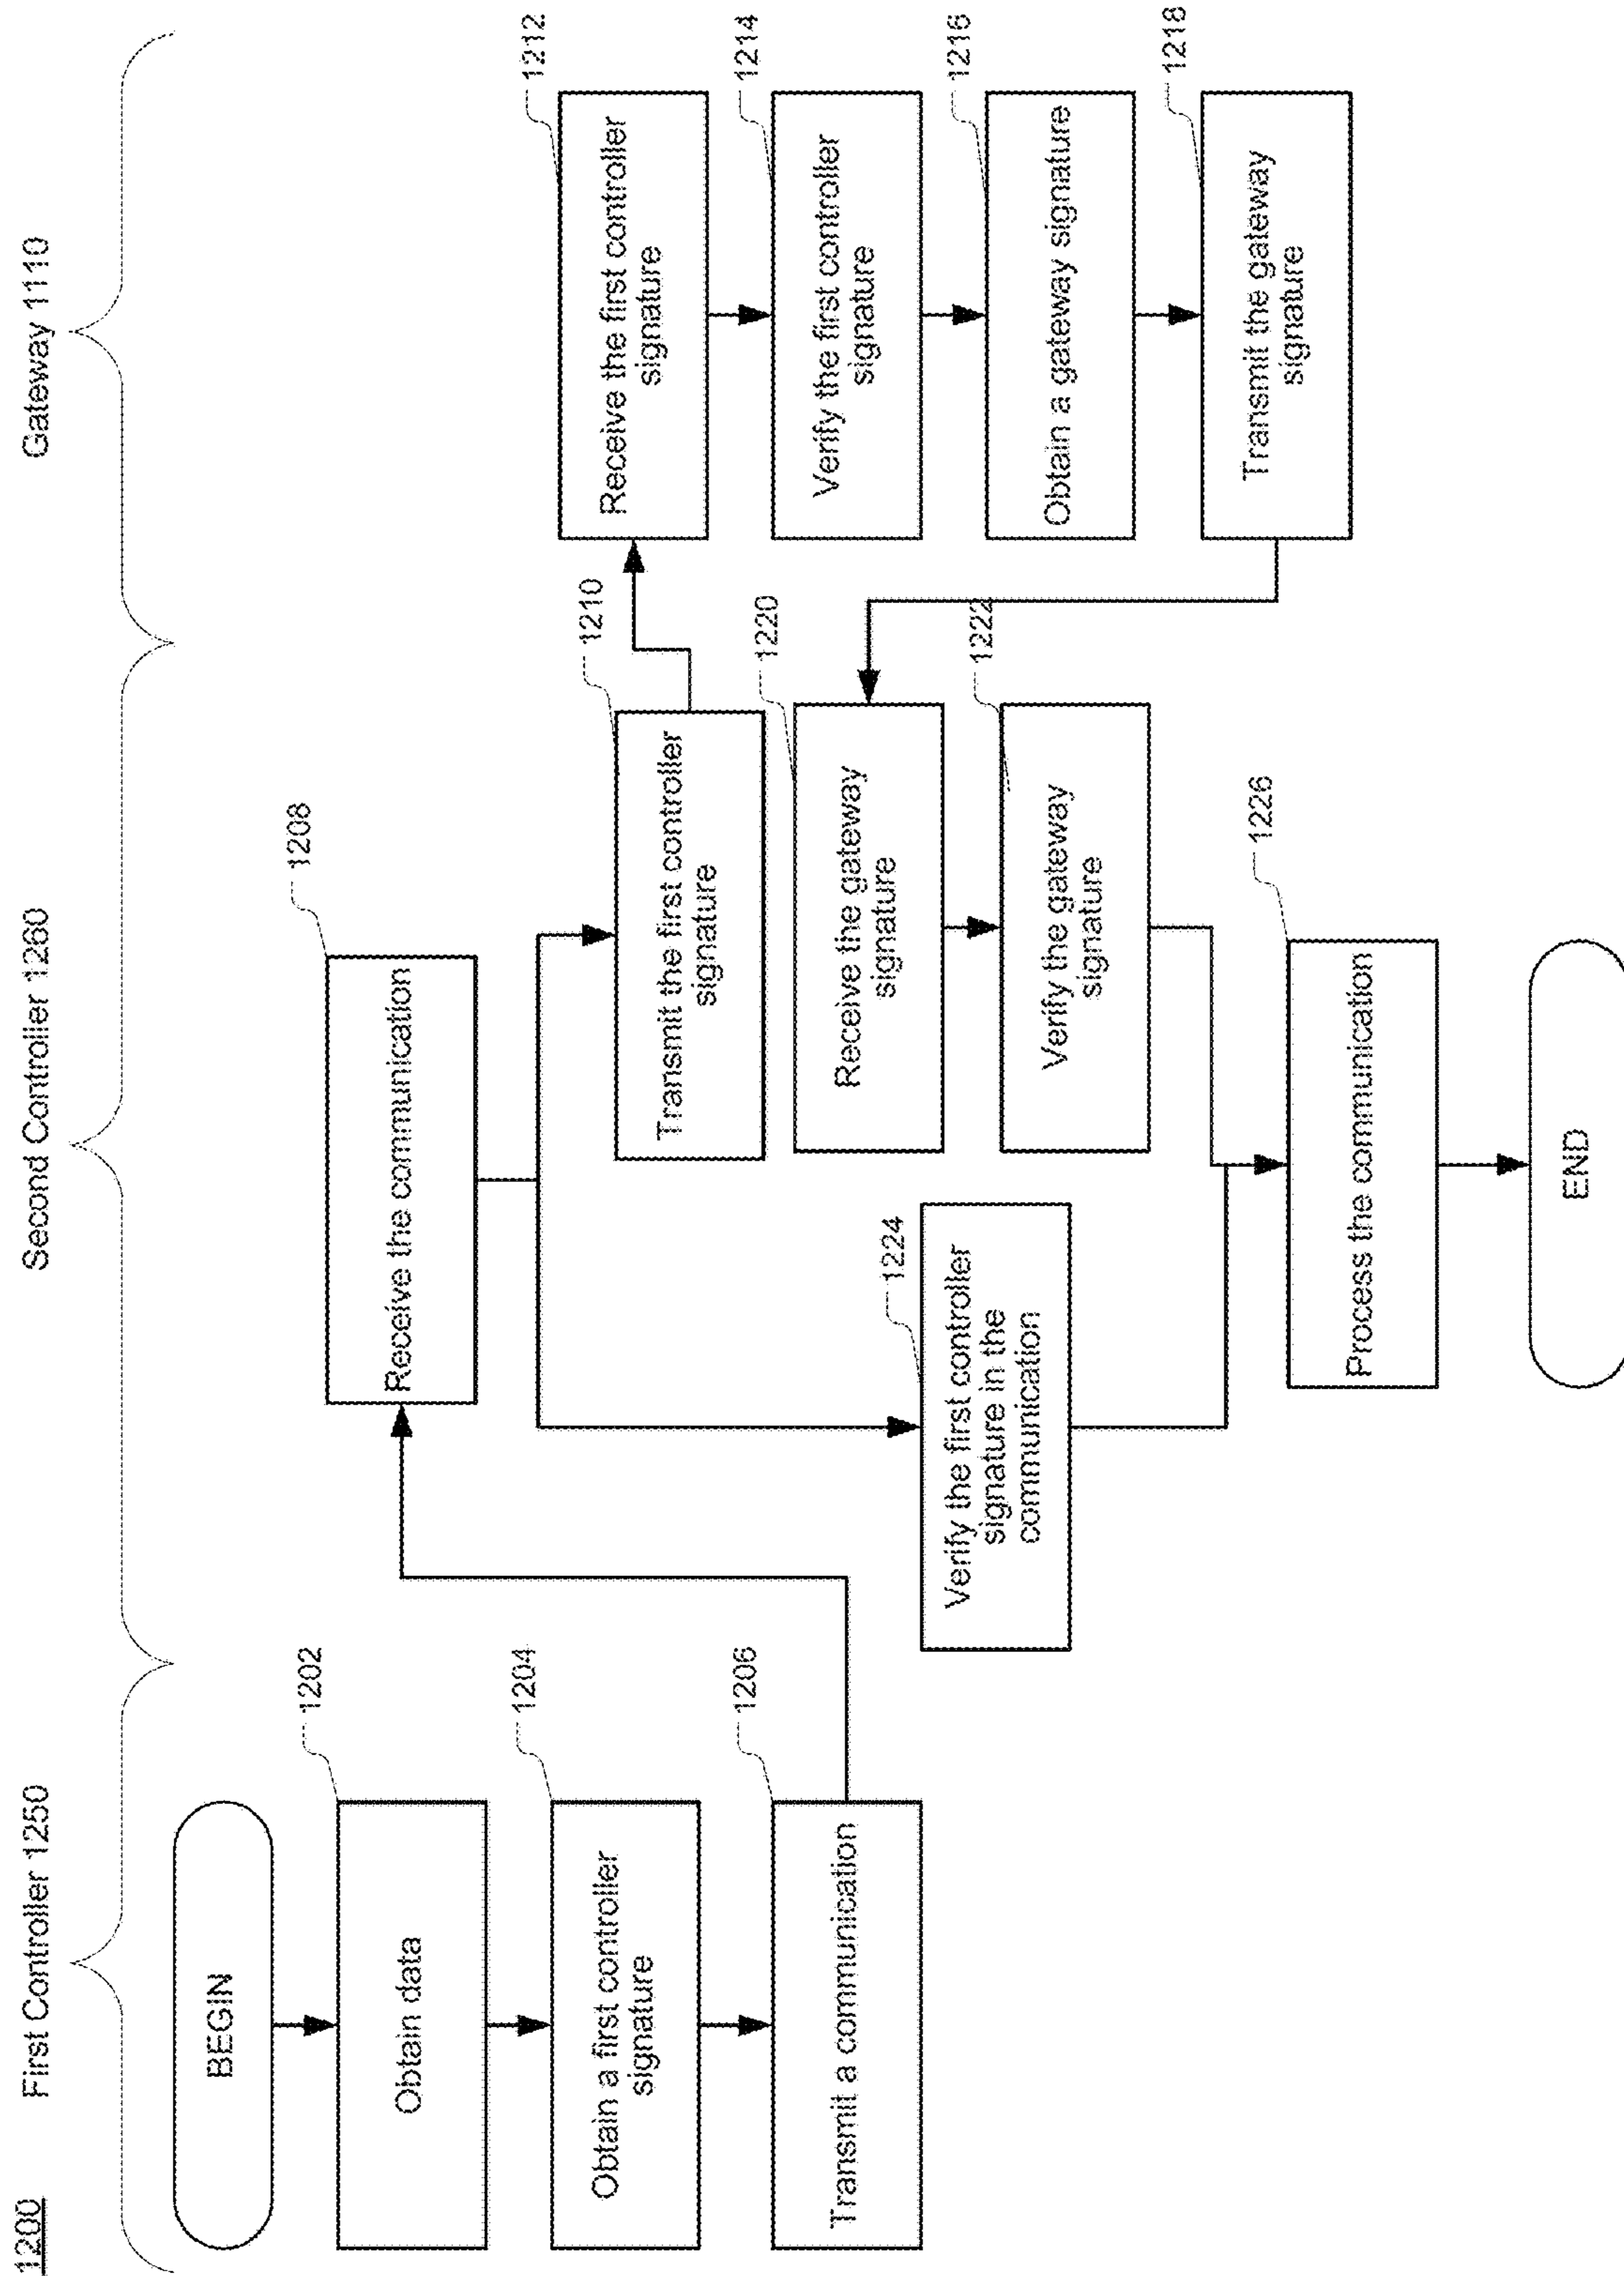 1200
First Controller 1250
Second Controller 1260
Gateway 1110
BEGIN
1202
Obtain data
1204
Obtain a first controller
signature
1206
Transmit a communication
1208
Receive the communication
1210
Transmit the first controller
signature
1212
Receive the first controller
signature
1214
Verify the first controller
signature
1216
Obtain a gateway signature
1218
Transmit the gateway
signature
1220
Receive the gateway
signature
1222
Verify the gateway
signature
1224
Verify the first controller
signature in the
communication
1226
Process the communication
END